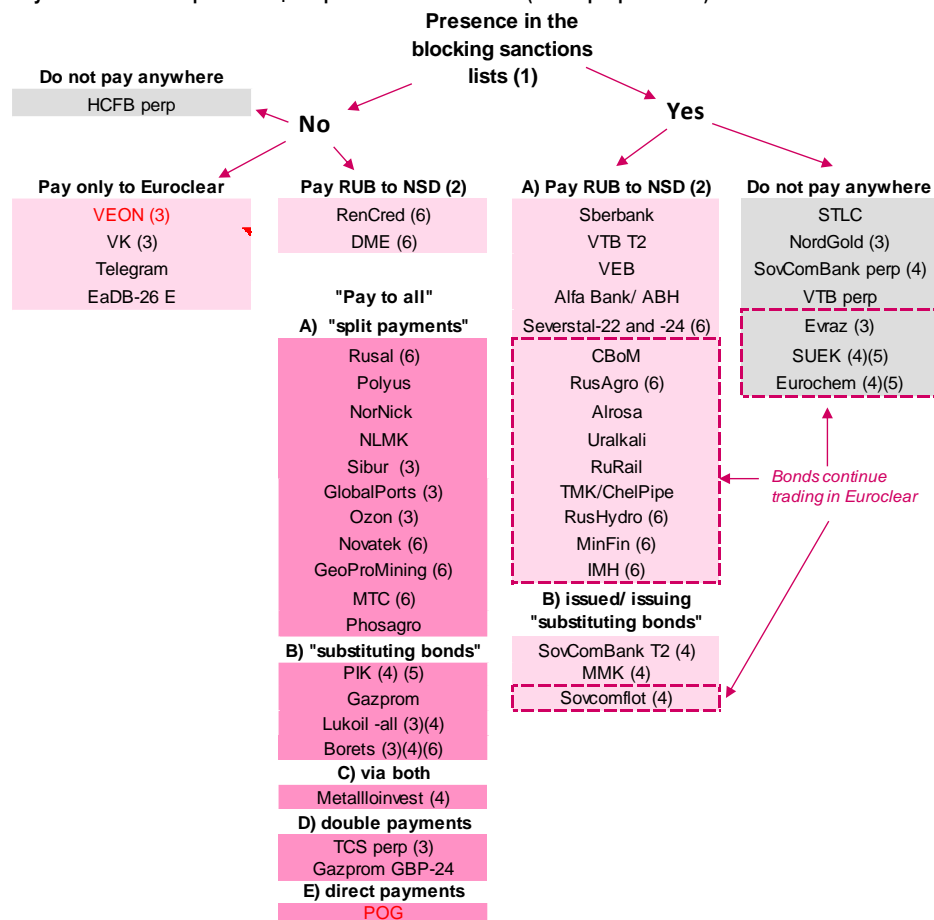 Presence in the
blocking sanctions
lists (1)
Do not pay anywhere
HCFB perp
No
Yes
Pay only to Euroclear
VEON (3)
VK (3)
Telegram
EaDB-26 E
Pay RUB to NSD (2)
RenCred (6)
DME (6)
"Pay to all"
A) "split payments"
Rusal (6)
Polyus
NorNick
NLMK
Sibur (3)
GlobalPorts (3)
Ozon (3)
Novatek (6)
GeoProMining (6)
MTC (6)
Phosagro
B) "substituting bonds"
PIK (4) (5)
Gazprom
Lukoil -all (3)(4)
Borets (3)(4)(6)
C) via both
Metallloinvest (4)
D) double payments
TCS perp (3)
Gazprom GBP-24
E) direct payments
POG
A) Pay RUB to NSD (2)
Sberbank
VTB T2
VEB
Alfa Bank/ ABH
Severstal-22 and -24 (6)
CBoM
RusAgro (6)
Alrosa
Uralkali
RuRail
TMK/ChelPipe
RusHydro (6)
MinFin (6)
IMH (6)
B) issued/ issuing
"substituting bonds"
SovComBank T2 (4)
MMK (4)
Sovcomflot (4)
Do not pay anywhere
STLC
NordGold (3)
SovComBank perp (4)
VTB perp
Evraz (3)
SUEK (4)(5)
Eurochem (4)(5)
Bonds continue
trading in Euroclear